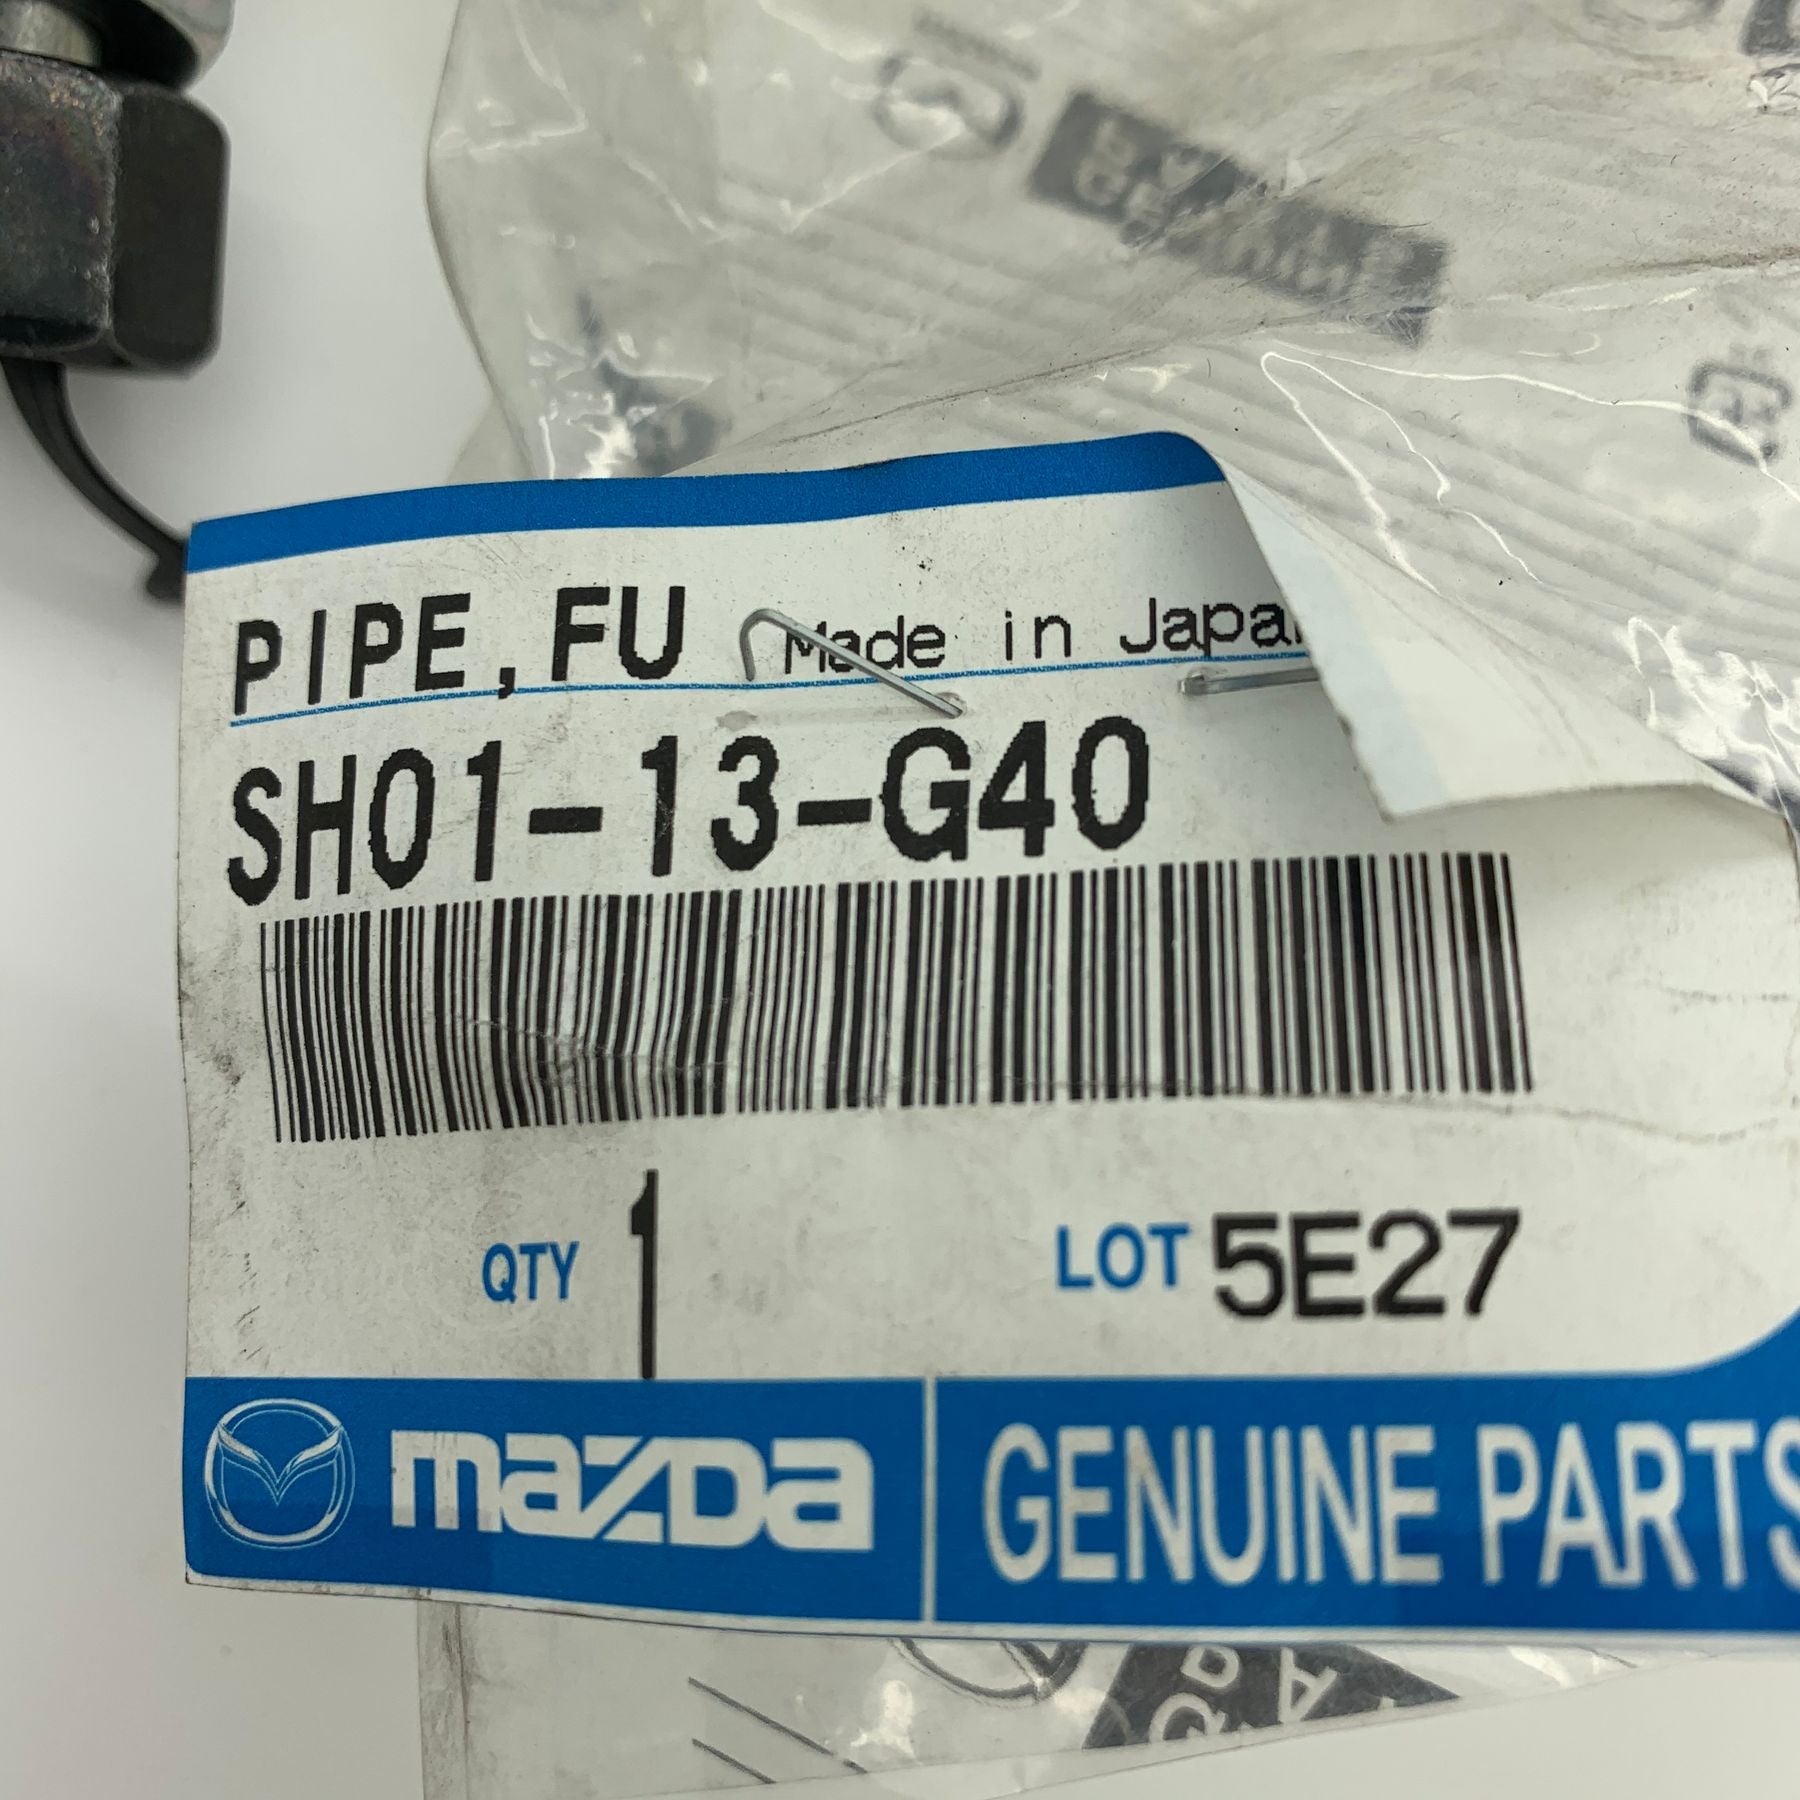 PIPE,FU Made in Japan
SH01-13-G40
QTY 1 LOT 5E27
mazda GENUINE PARTS